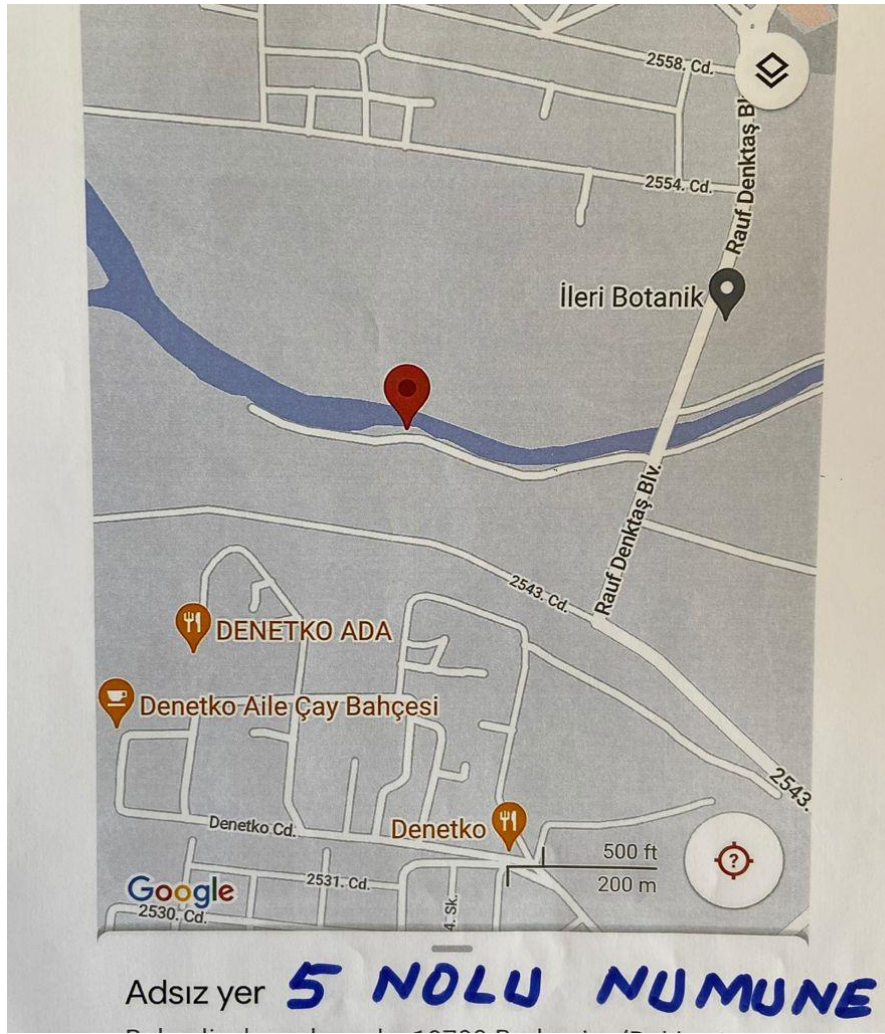 2558. Cd.
2554. Cd.
Rauf Denktaş Bl
İleri Botanik
Rauf Denktaş Blv.
2543. Cd.
DENETKO ADA
Denetko Aile Çay Bahçesi
2543.
Denetko Cd.
Denetko
500 ft
200 m
?
Google
2531. Cd.
2530. Cd.
4. Sk.
Adsız yer 5 NOLU NUMUNE